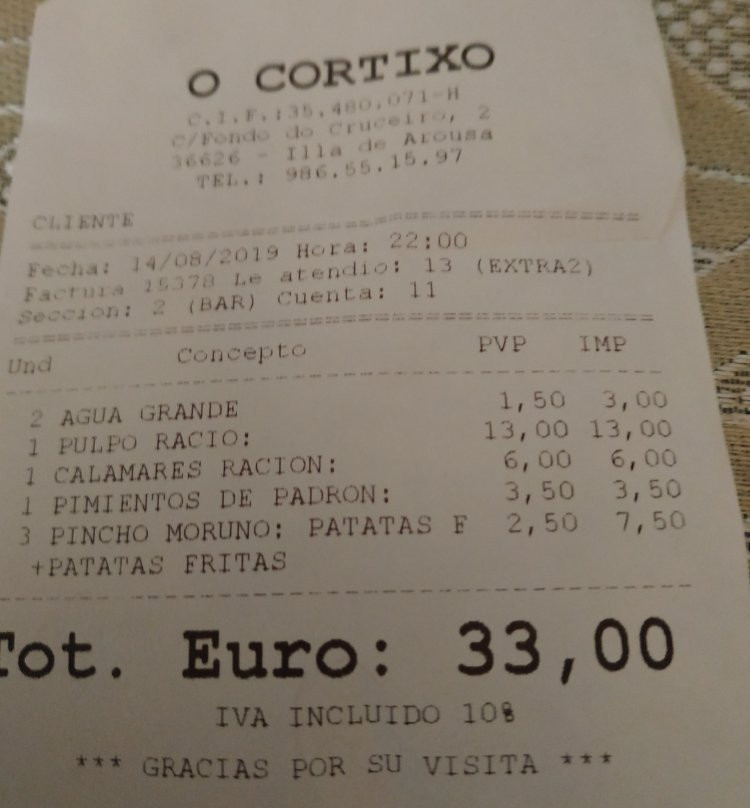 O CORTIXO
C.I.F.:35.480.071-H
C/Fondo do Cruceiro, 2
36626 - Illa de Arousa
TEL.: 986.55.15.97
CLIENTE
Fecha: 14/08/2019 Hora: 22:00
Factura 15378 Le atendio: 13 (EXTRA2)
Seccion: 2 (BAR) Cuenta: 11
Und Concepto PVP IMP
2 AGUA GRANDE 1,50 3,00
1 PULPO RACIO: 13,00 13,00
1 CALAMARES RACION: 6,00 6,00
1 PIMIENTOS DE PADRON: 3,50 3,50
3 PINCHO MORUNO: PATATAS F 2,50 7,50
+PATATAS FRITAS
Tot. Euro: 33,00
IVA INCLUIDO 10%
*** GRACIAS POR SU VISITA ***